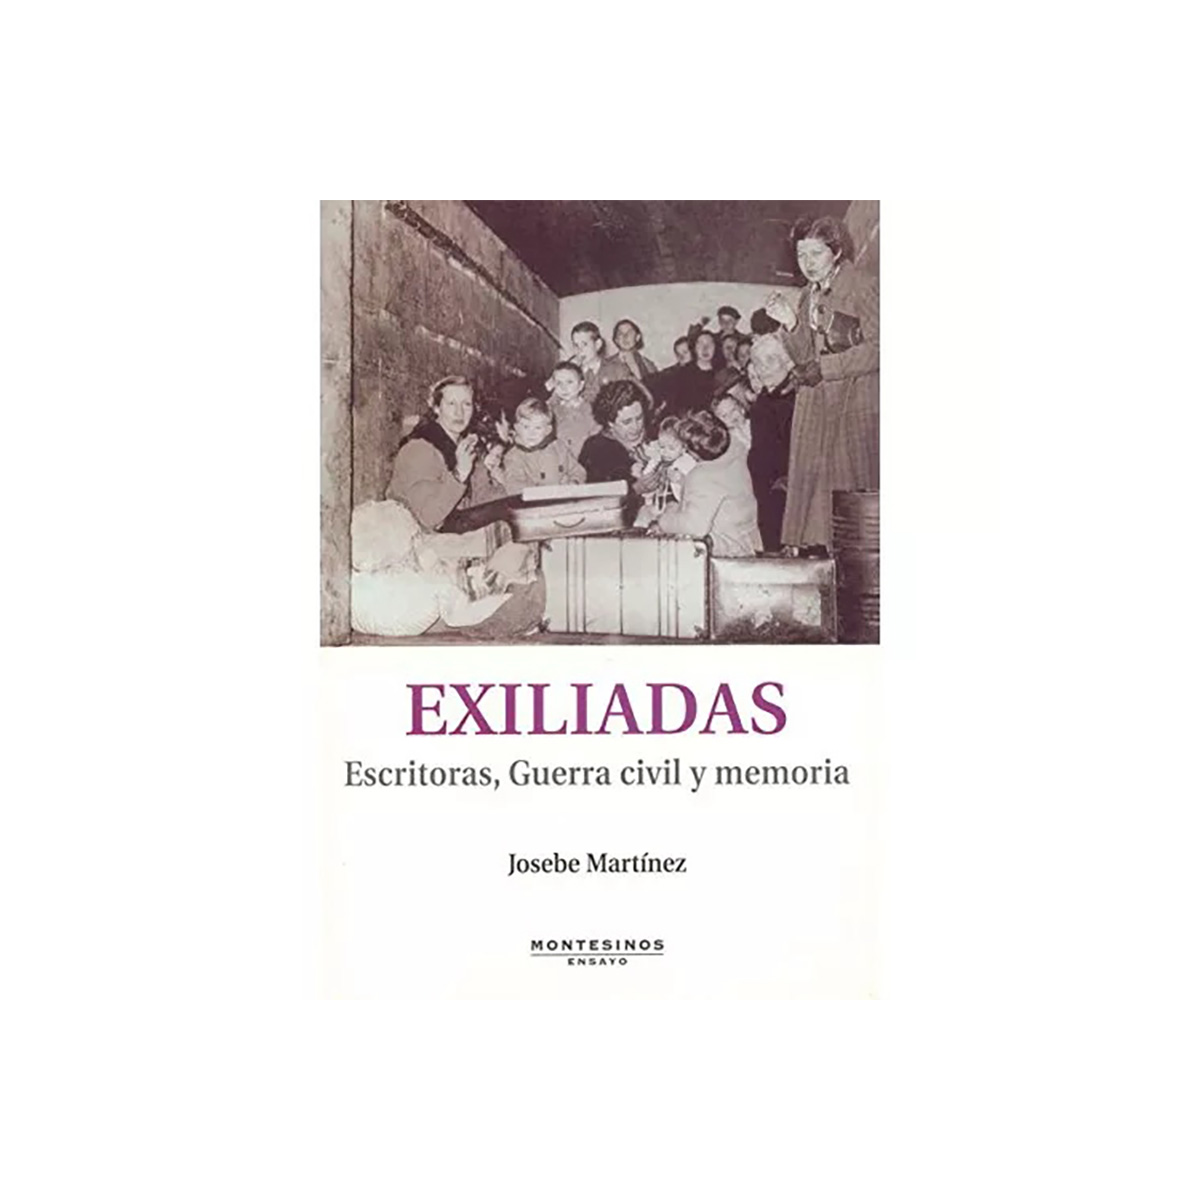 EXILIADAS
Escritoras, Guerra civil y memoria
Josebe Martínez
MONTESINOS
ENSAYO